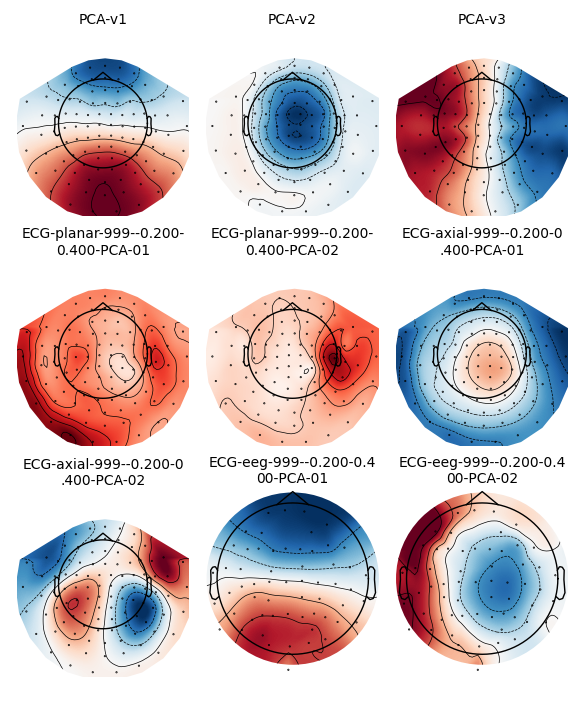 PCA-v1
PCA-v2
PCA-v3
ECG-planar-999--0.200-
0.400-PCA-01
ECG-planar-999--0.200-
0.400-PCA-02
ECG-axial-999--0.200-0
.400-PCA-01
ECG-axial-999--0.200-0
.400-PCA-02
ECG-eeg-999--0.200-0.4
00-PCA-01
ECG-eeg-999--0.200-0.4
00-PCA-02